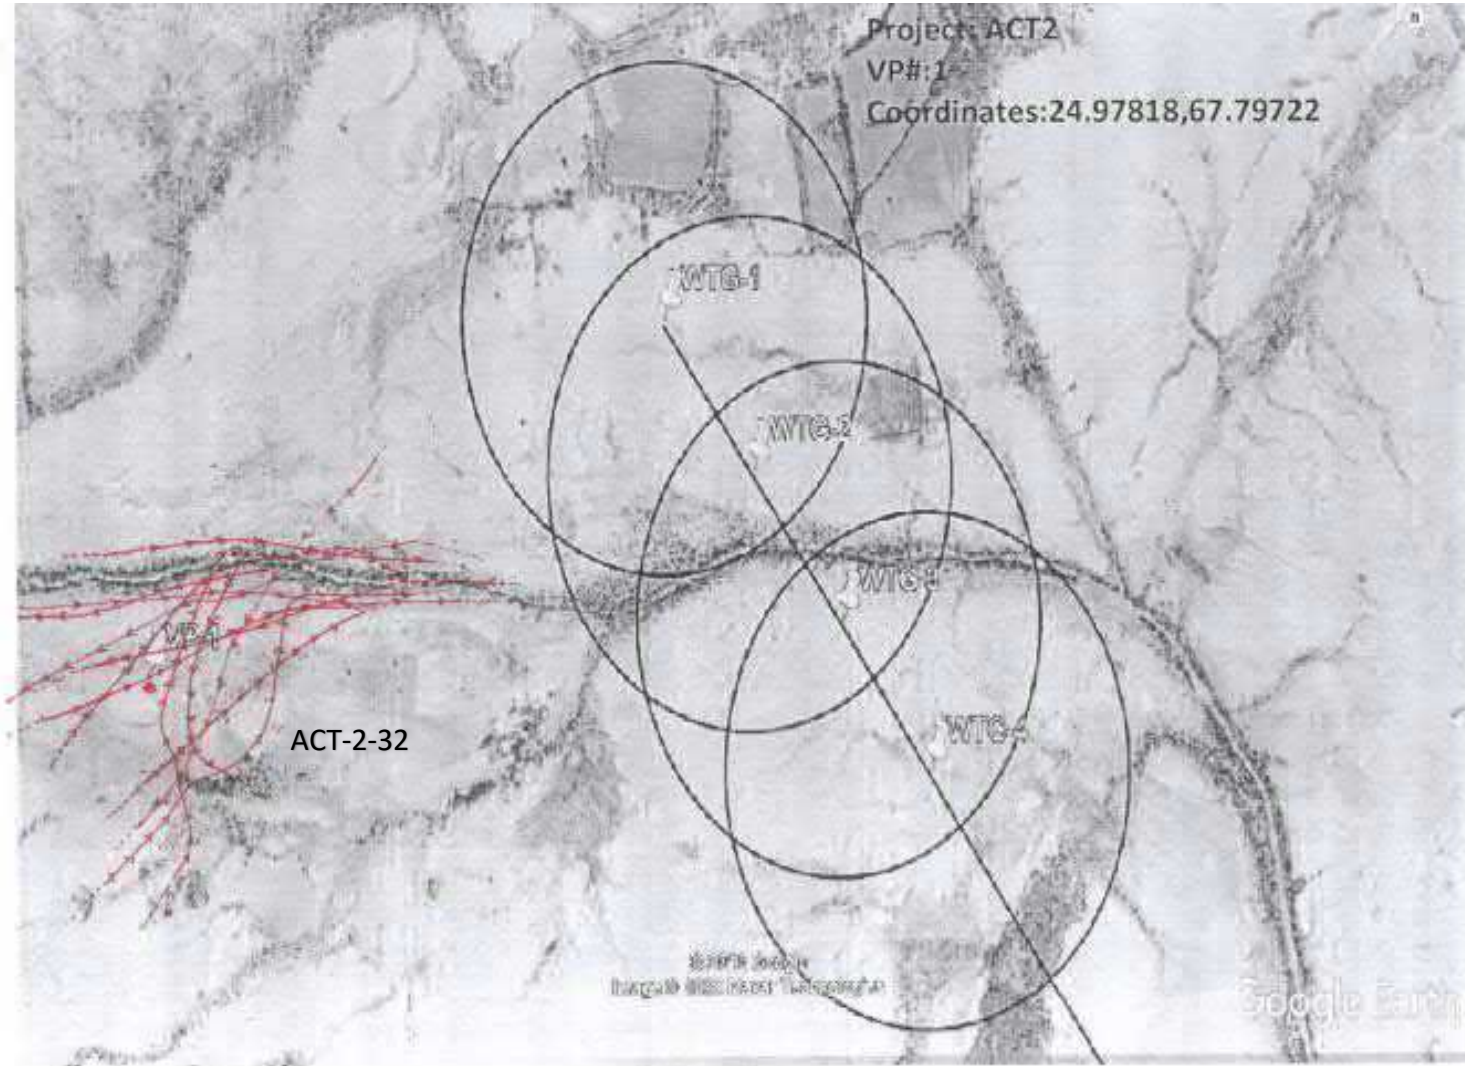 Project: ACT2
VP#:1
Coordinates:24.97818,67.79722
WTG-1
WTG-2
WTG-3
VP-1
WTG-4
ACT-2-32
Google Earth